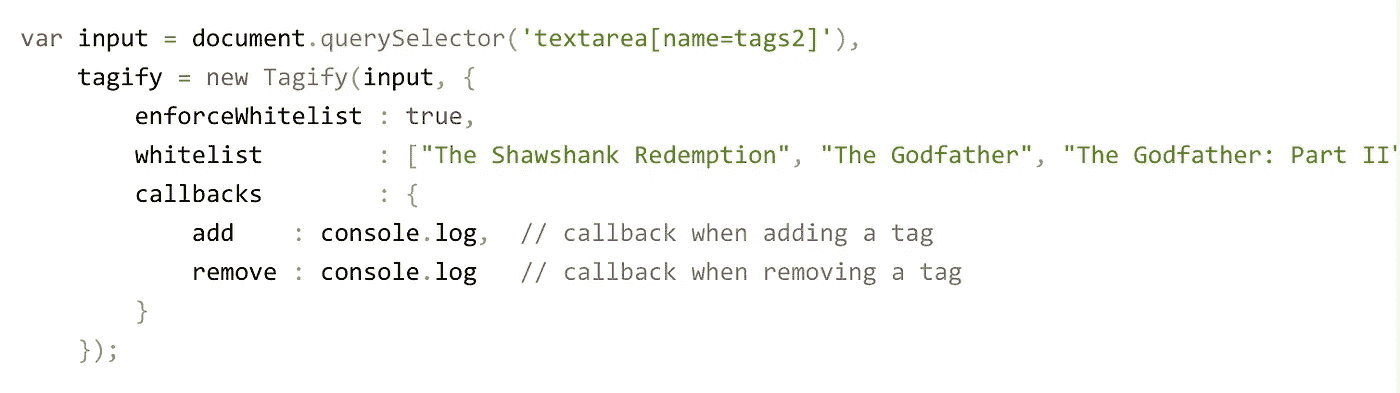 var input = document.querySelector('textarea[name=tags2]'),
    tagify = new Tagify(input, {
        enforceWhitelist : true,
        whitelist        : ["The Shawshank Redemption", "The Godfather", "The Godfather: Part II"
        callbacks        : {
            add    : console.log,  // callback when adding a tag
            remove : console.log   // callback when removing a tag
        }
    });